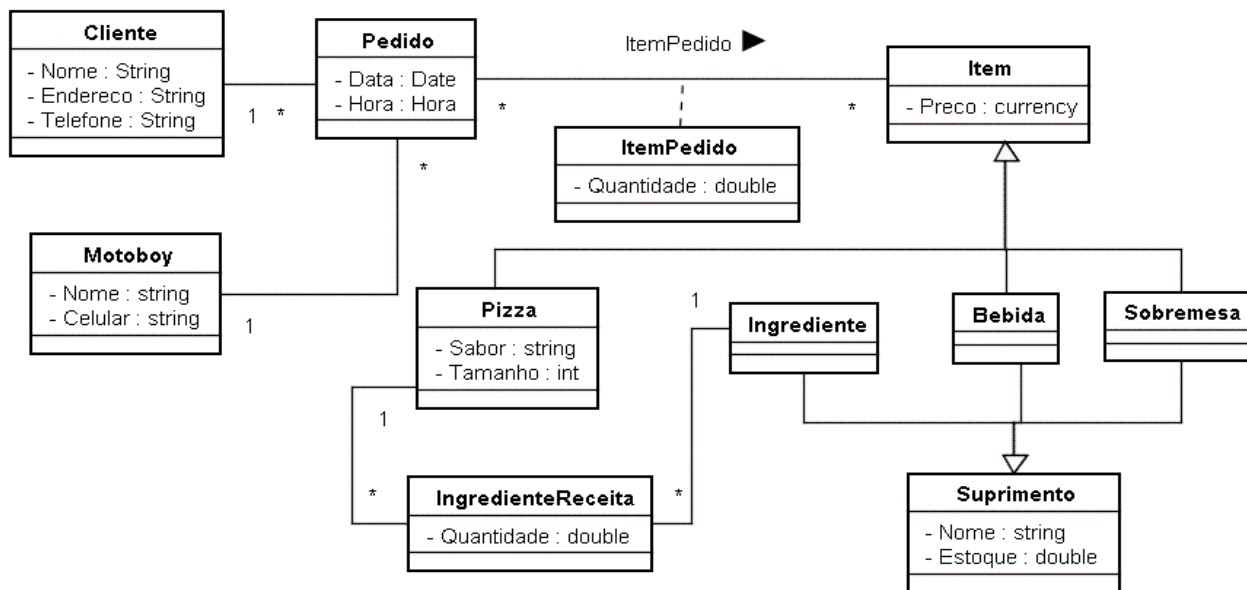 Cliente
- Nome : String
- Endereco : String
- Telefone : String
1
*
Pedido
- Data : Date
- Hora : Hora
*
*
ItemPedido ▶
*
Item
- Preco : currency
ItemPedido
- Quantidade : double
Motoboy
- Nome : string
- Celular : string
1
Pizza
- Sabor : string
- Tamanho : int
1
*
1
Ingrediente
Bebida
Sobremesa
IngredienteReceita
- Quantidade : double
*
Suprimento
- Nome : string
- Estoque : double